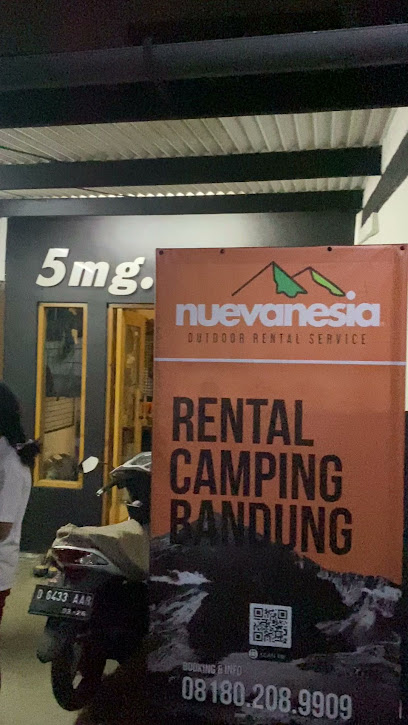 5mg.
nuevanesia
OUTDOOR RENTAL SERVICE
RENTAL
CAMPING
BANDUNG
D 6433 AAR
BOOKING & INFO
08180.208.9909